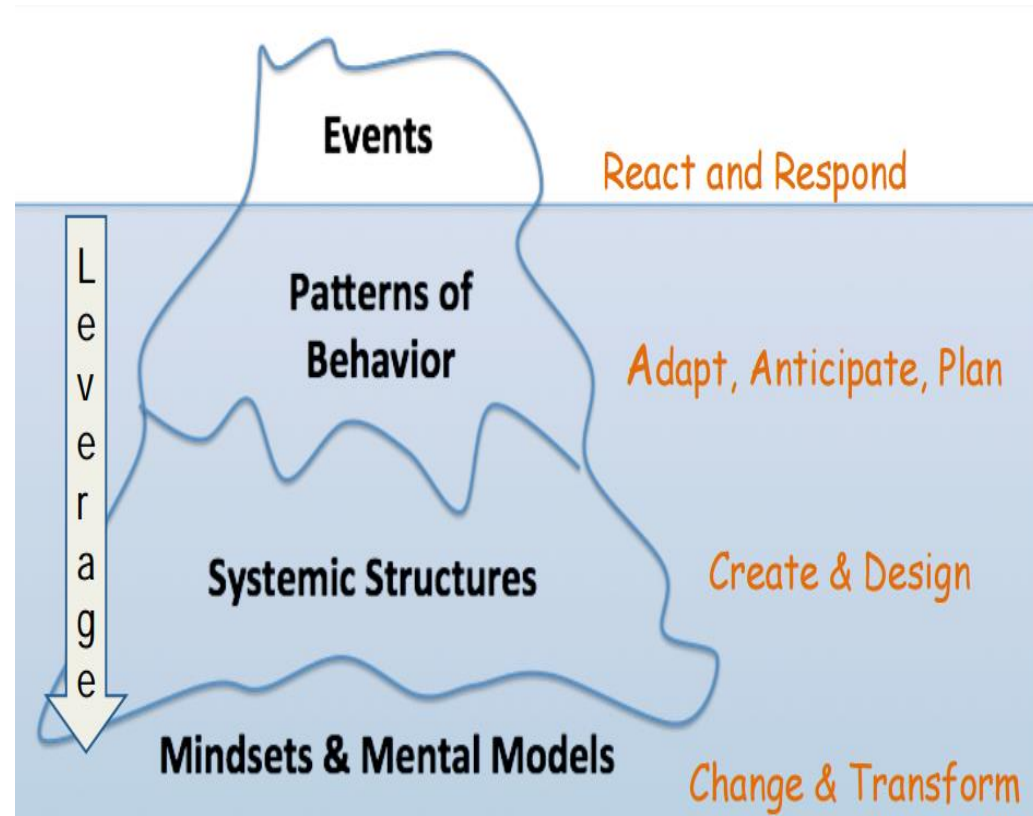 Events
React and Respond
Leverage
Patterns of
Behavior
Adapt, Anticipate, Plan
Systemic Structures
Create & Design
Mindsets & Mental Models
Change & Transform